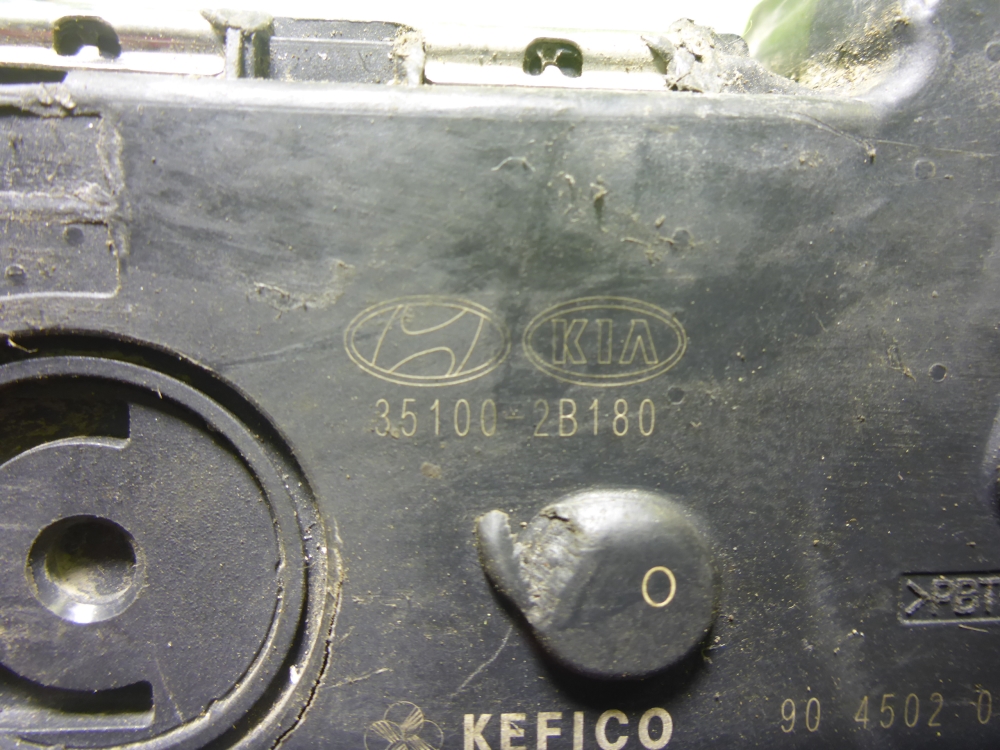 KIA
35100-2B180
O
>PBT
KEFICO
90 4502 0